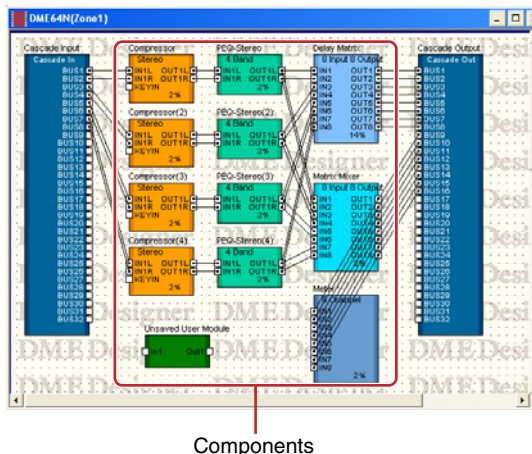 DME64N(Zone1)
Cascade Input
Cascade In
BUS1
BUS2
BUS3
BUS4
BUS5
BUS6
BUS7
BUS8
BUS9
BUS10
BUS11
BUS12
BUS13
BUS14
BUS15
BUS16
BUS17
BUS18
BUS19
BUS20
BUS21
BUS22
BUS23
BUS24
BUS25
BUS26
BUS27
BUS28
BUS29
BUS30
BUS31
BUS32
Compressor
Stereo
IN1L OUT1L
IN1R OUT1R
KEYIN
2%
Compressor(2)
Stereo
IN1L OUT1L
IN1R OUT1R
KEYIN
2%
Compressor(3)
Stereo
IN1L OUT1L
IN1R OUT1R
KEYIN
2%
Compressor(4)
Stereo
IN1L OUT1L
IN1R OUT1R
KEYIN
2%
PEQ-Stereo
4 Band
IN1L OUT1L
IN1R OUT1R
2%
PEQ-Stereo(2)
4 Band
IN1L OUT1L
IN1R OUT1R
2%
PEQ-Stereo(3)
4 Band
IN1L OUT1L
IN1R OUT1R
2%
PEQ-Stereo(4)
4 Band
IN1L OUT1L
IN1R OUT1R
2%
Delay Matrix
8 Input 8 Output
IN1 OUT1
IN2 OUT2
IN3 OUT3
IN4 OUT4
IN5 OUT5
IN6 OUT6
IN7 OUT7
IN8 OUT8
14%
Matrix Mixer
8 Input 8 Output
IN1 OUT1
IN2 OUT2
IN3
IN4
IN5
IN6
IN7
IN8
2%
Meter
8 Channel
IN6
IN7
IN8
2%
Unsaved User Module
In1 Out1
Cascade Output
Cascade Out
BUS1
BUS2
BUS3
BUS4
BUS5
BUS6
BUS7
BUS8
BUS9
BUS10
BUS11
BUS12
BUS13
BUS14
BUS15
BUS16
BUS17
BUS18
BUS19
BUS20
BUS21
BUS22
BUS23
BUS24
BUS25
BUS26
BUS27
BUS28
BUS29
BUS30
BUS31
BUS32
DME Designer
Components